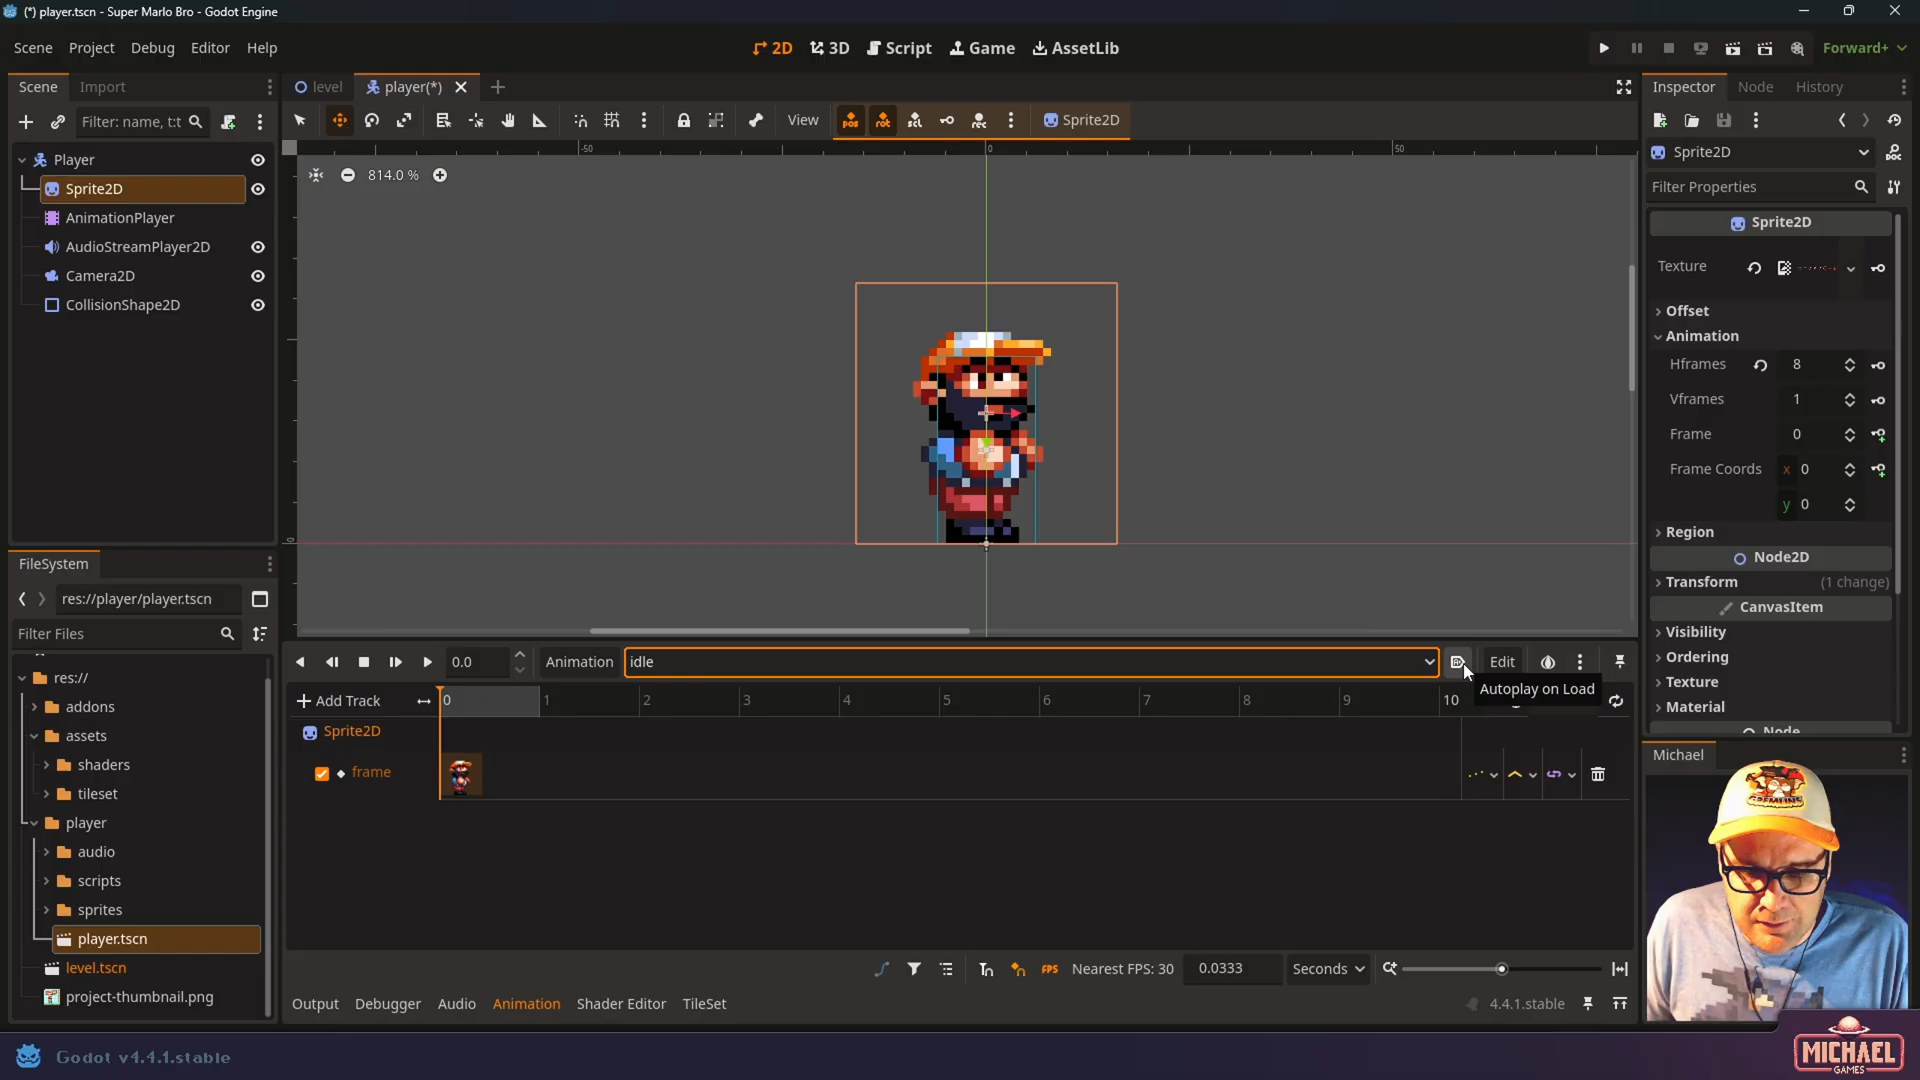 (*) player.tscn - Super Marlo Bro - Godot Engine
Scene Project Debug Editor Help
2D 3D Script Game AssetLib
Forward+
Scene Import
level player(*)
Inspector Node History
Filter: name, t:t
View Sprite2D
Sprite2D
Player
Sprite2D
AnimationPlayer
AudioStreamPlayer2D
Camera2D
CollisionShape2D
-50 0 50
814.0 %
0
Filter Properties
Sprite2D
Texture
Offset
Animation
Hframes 8
Vframes 1
Frame 0
Frame Coords x 0
y 0
Region
Node2D
Transform (1 change)
CanvasItem
Visibility
Ordering
Texture
Material
Node
FileSystem
res://player/player.tscn
Filter Files
res://
addons
assets
shaders
tileset
player
audio
scripts
sprites
player.tscn
level.tscn
project-thumbnail.png
0.0 Animation idle Edit
Autoplay on Load
Add Track 0 1 2 3 4 5 6 7 8 9 10
Sprite2D
frame
FPS Nearest FPS: 30 0.0333 Seconds
Output Debugger Audio Animation Shader Editor TileSet
4.4.1.stable
Michael
GREMLINS
Godot v4.4.1.stable
MICHAEL
GAMES